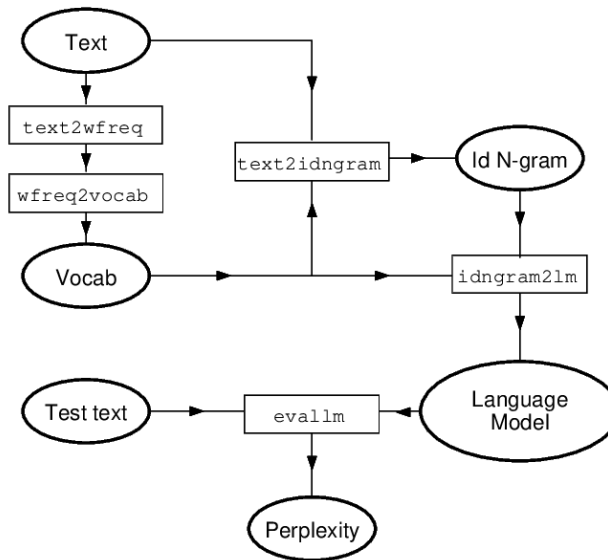 Text
text2wfreq
text2idngram
Id N-gram
wfreq2vocab
Vocab
idngram2lm
Test text
evallm
Language
Model
Perplexity